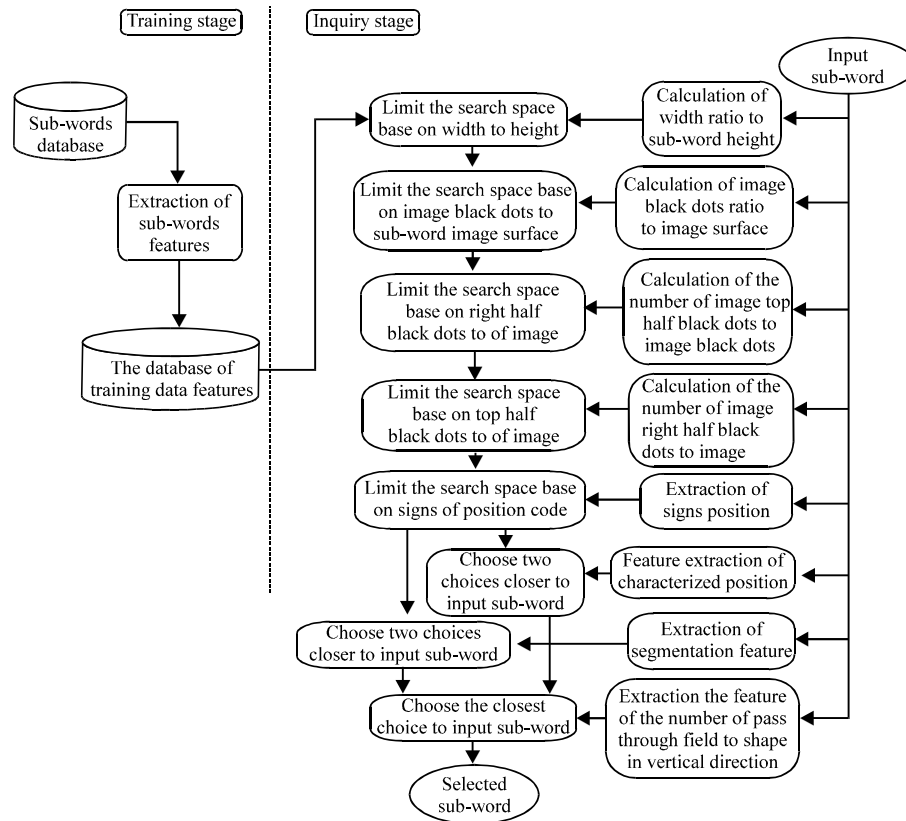 Training stage
Inquiry stage
Input
sub-word
Sub-words
database
Extraction of
sub-words
features
The database of
training data features
Limit the search space
base on width to height
Calculation of
width ratio to
sub-word height
Limit the search space base
on image black dots to
sub-word image surface
Calculation of image
black dots ratio
to image surface
Limit the search space
base on right half
black dots to of image
Calculation of the
number of image top
half black dots to
image black dots
Limit the search space
base on top half
black dots to of image
Calculation of the
number of image
right half black
dots to image
Limit the search space base
on signs of position code
Extraction of
signs position
Choose two
choices closer to
input sub-word
Feature extraction of
characterized position
Choose two choices
closer to input sub-word
Extraction of
segmentation feature
Choose the closest
choice to input sub-word
Extraction the feature
of the number of pass
through field to shape
in vertical direction
Selected
sub-word